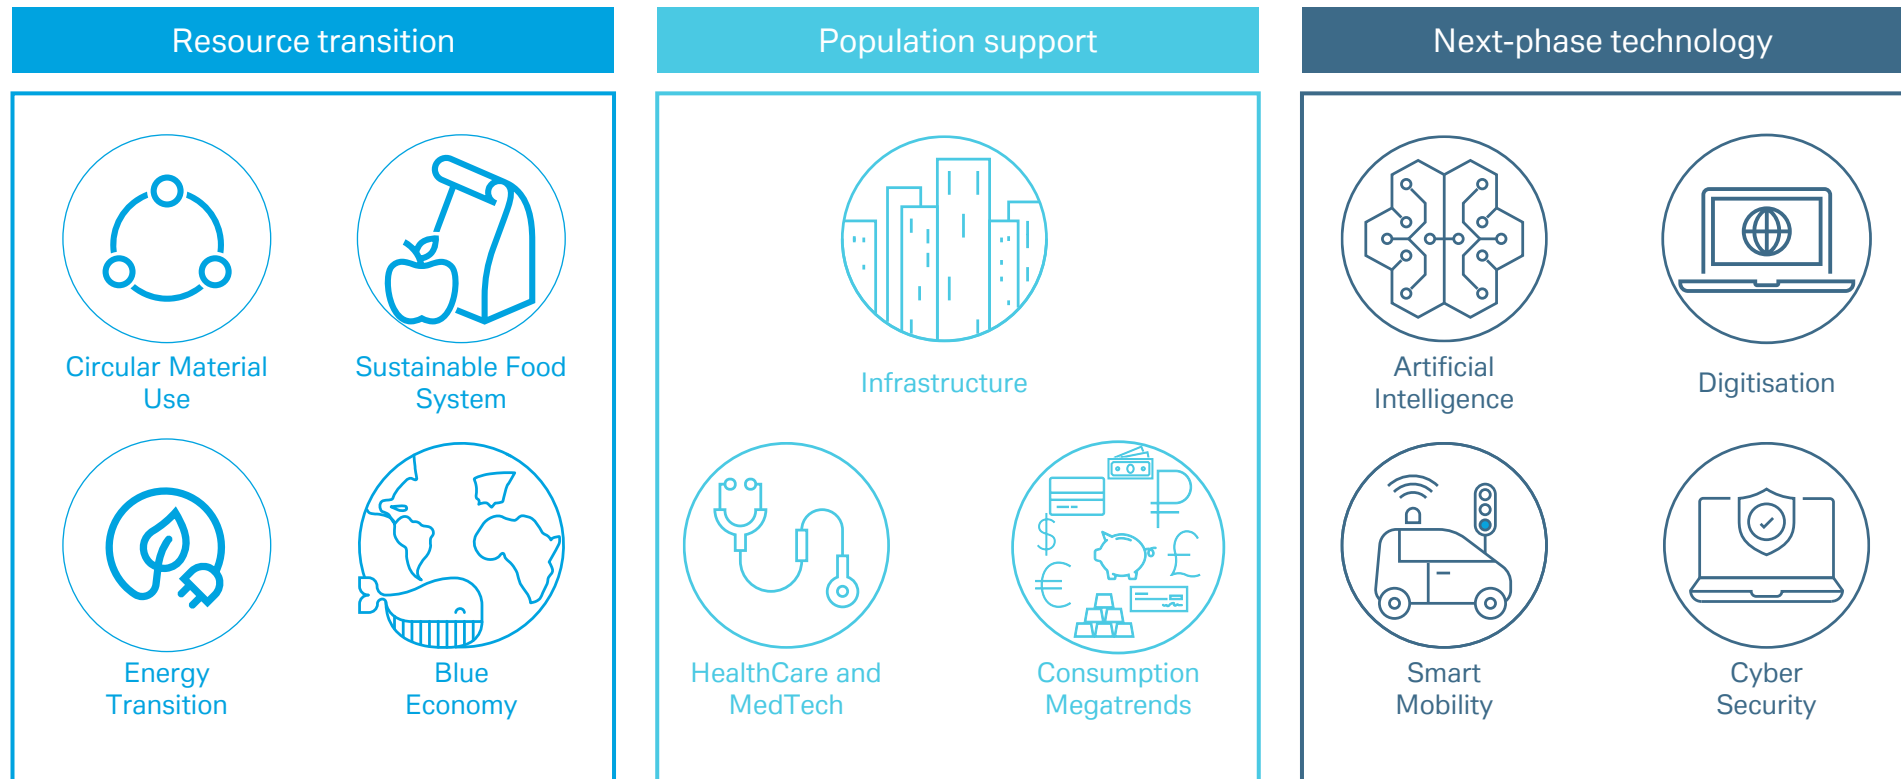 Resource transition
Circular Material
Use
Sustainable Food
System
Energy
Transition
Blue
Economy
Population support
Infrastructure
HealthCare and
MedTech
Consumption
Megatrends
Next-phase technology
Artificial
Intelligence
Digitisation
Smart
Mobility
Cyber
Security